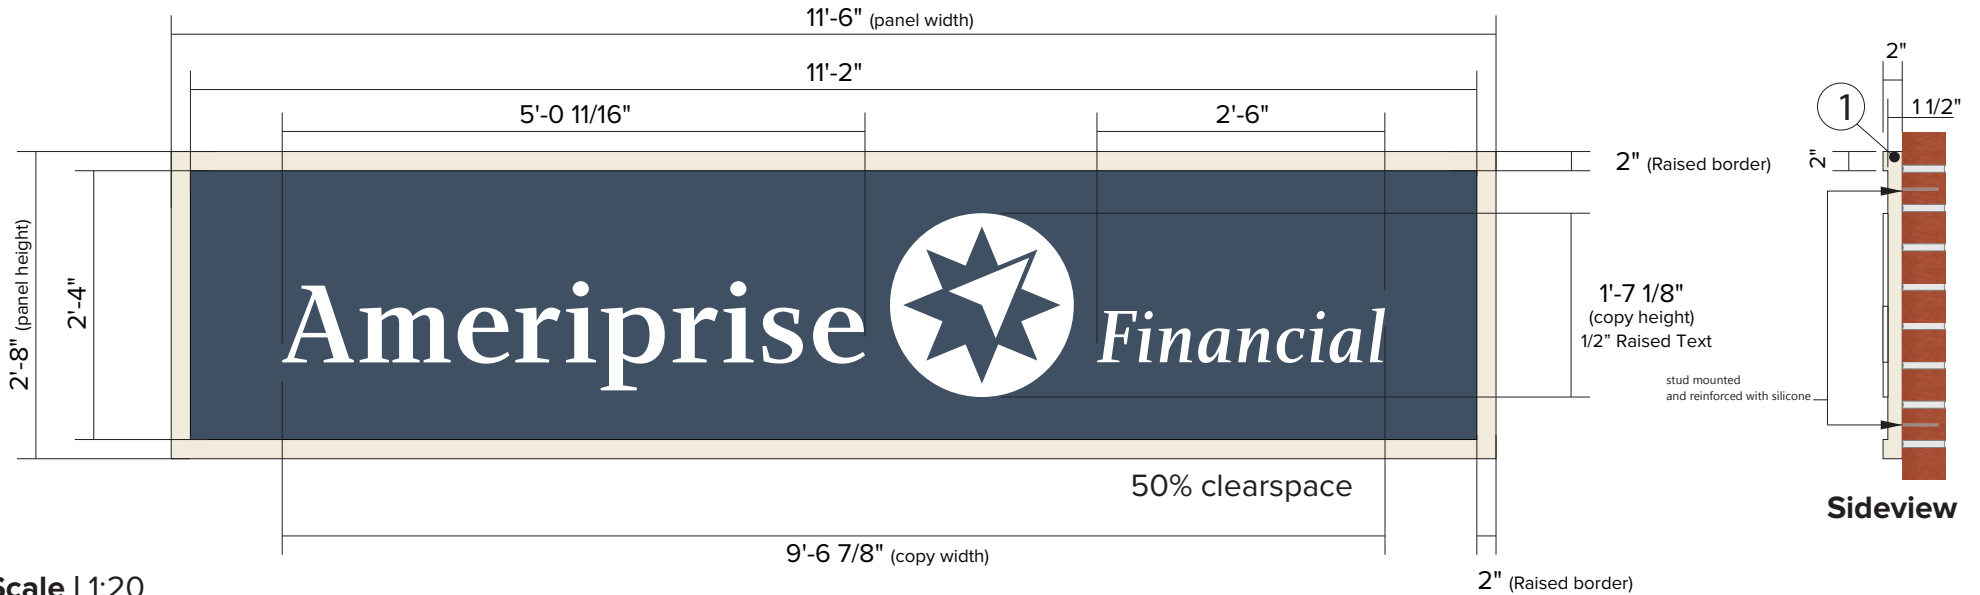 11'-6" (panel width)
11'-2"
5'-0 11/16"
2'-6"
2'-8" (panel height)
2'-4"
Ameriprise Financial
2" (Raised border)
1'-7 1/8"
(copy height)
1/2” Raised Text
50% clearspace
9'-6 7/8" (copy width)
2" (Raised border)
Scale | 1:20
2"
1
1 1/2"
2"
stud mounted
and reinforced with silicone
Sideview